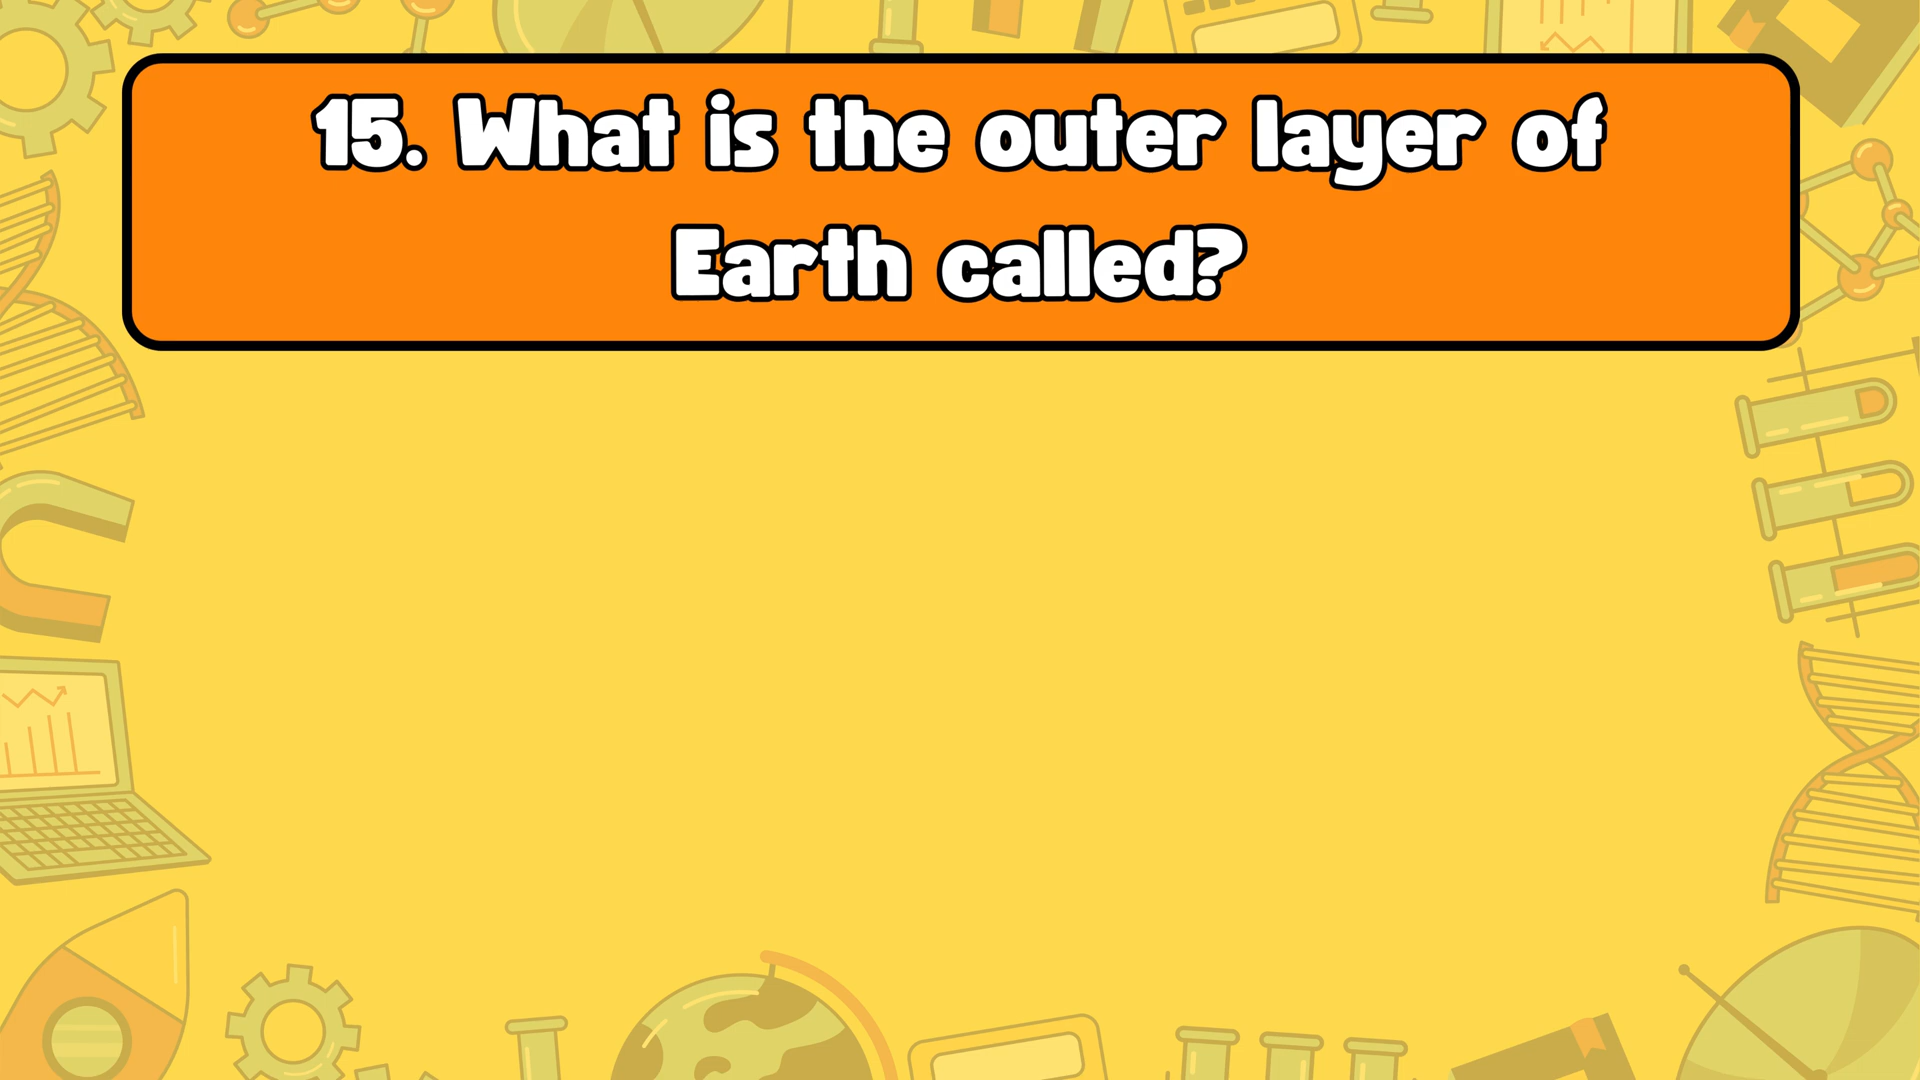 15. What is the outer layer of
Earth called?